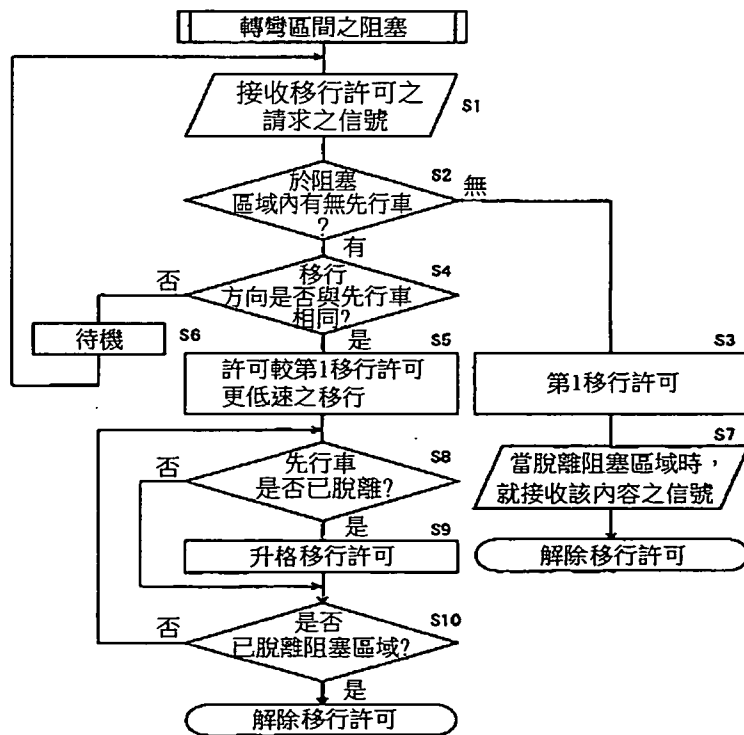 轉彎區間之阻塞
接收移行許可之
請求之信號
S1
於阻塞
區域內有無先行車
?
S2
無
有
移行
方向是否與先行車
相同?
S4
否
是
待機
S6
許可較第1移行許可
更低速之移行
S5
第1移行許可
S3
先行車
是否已脫離?
S8
否
是
當脫離阻塞區域時，
就接收該內容之信號
S7
升格移行許可
S9
解除移行許可
是否
已脫離阻塞區域?
S10
否
是
解除移行許可